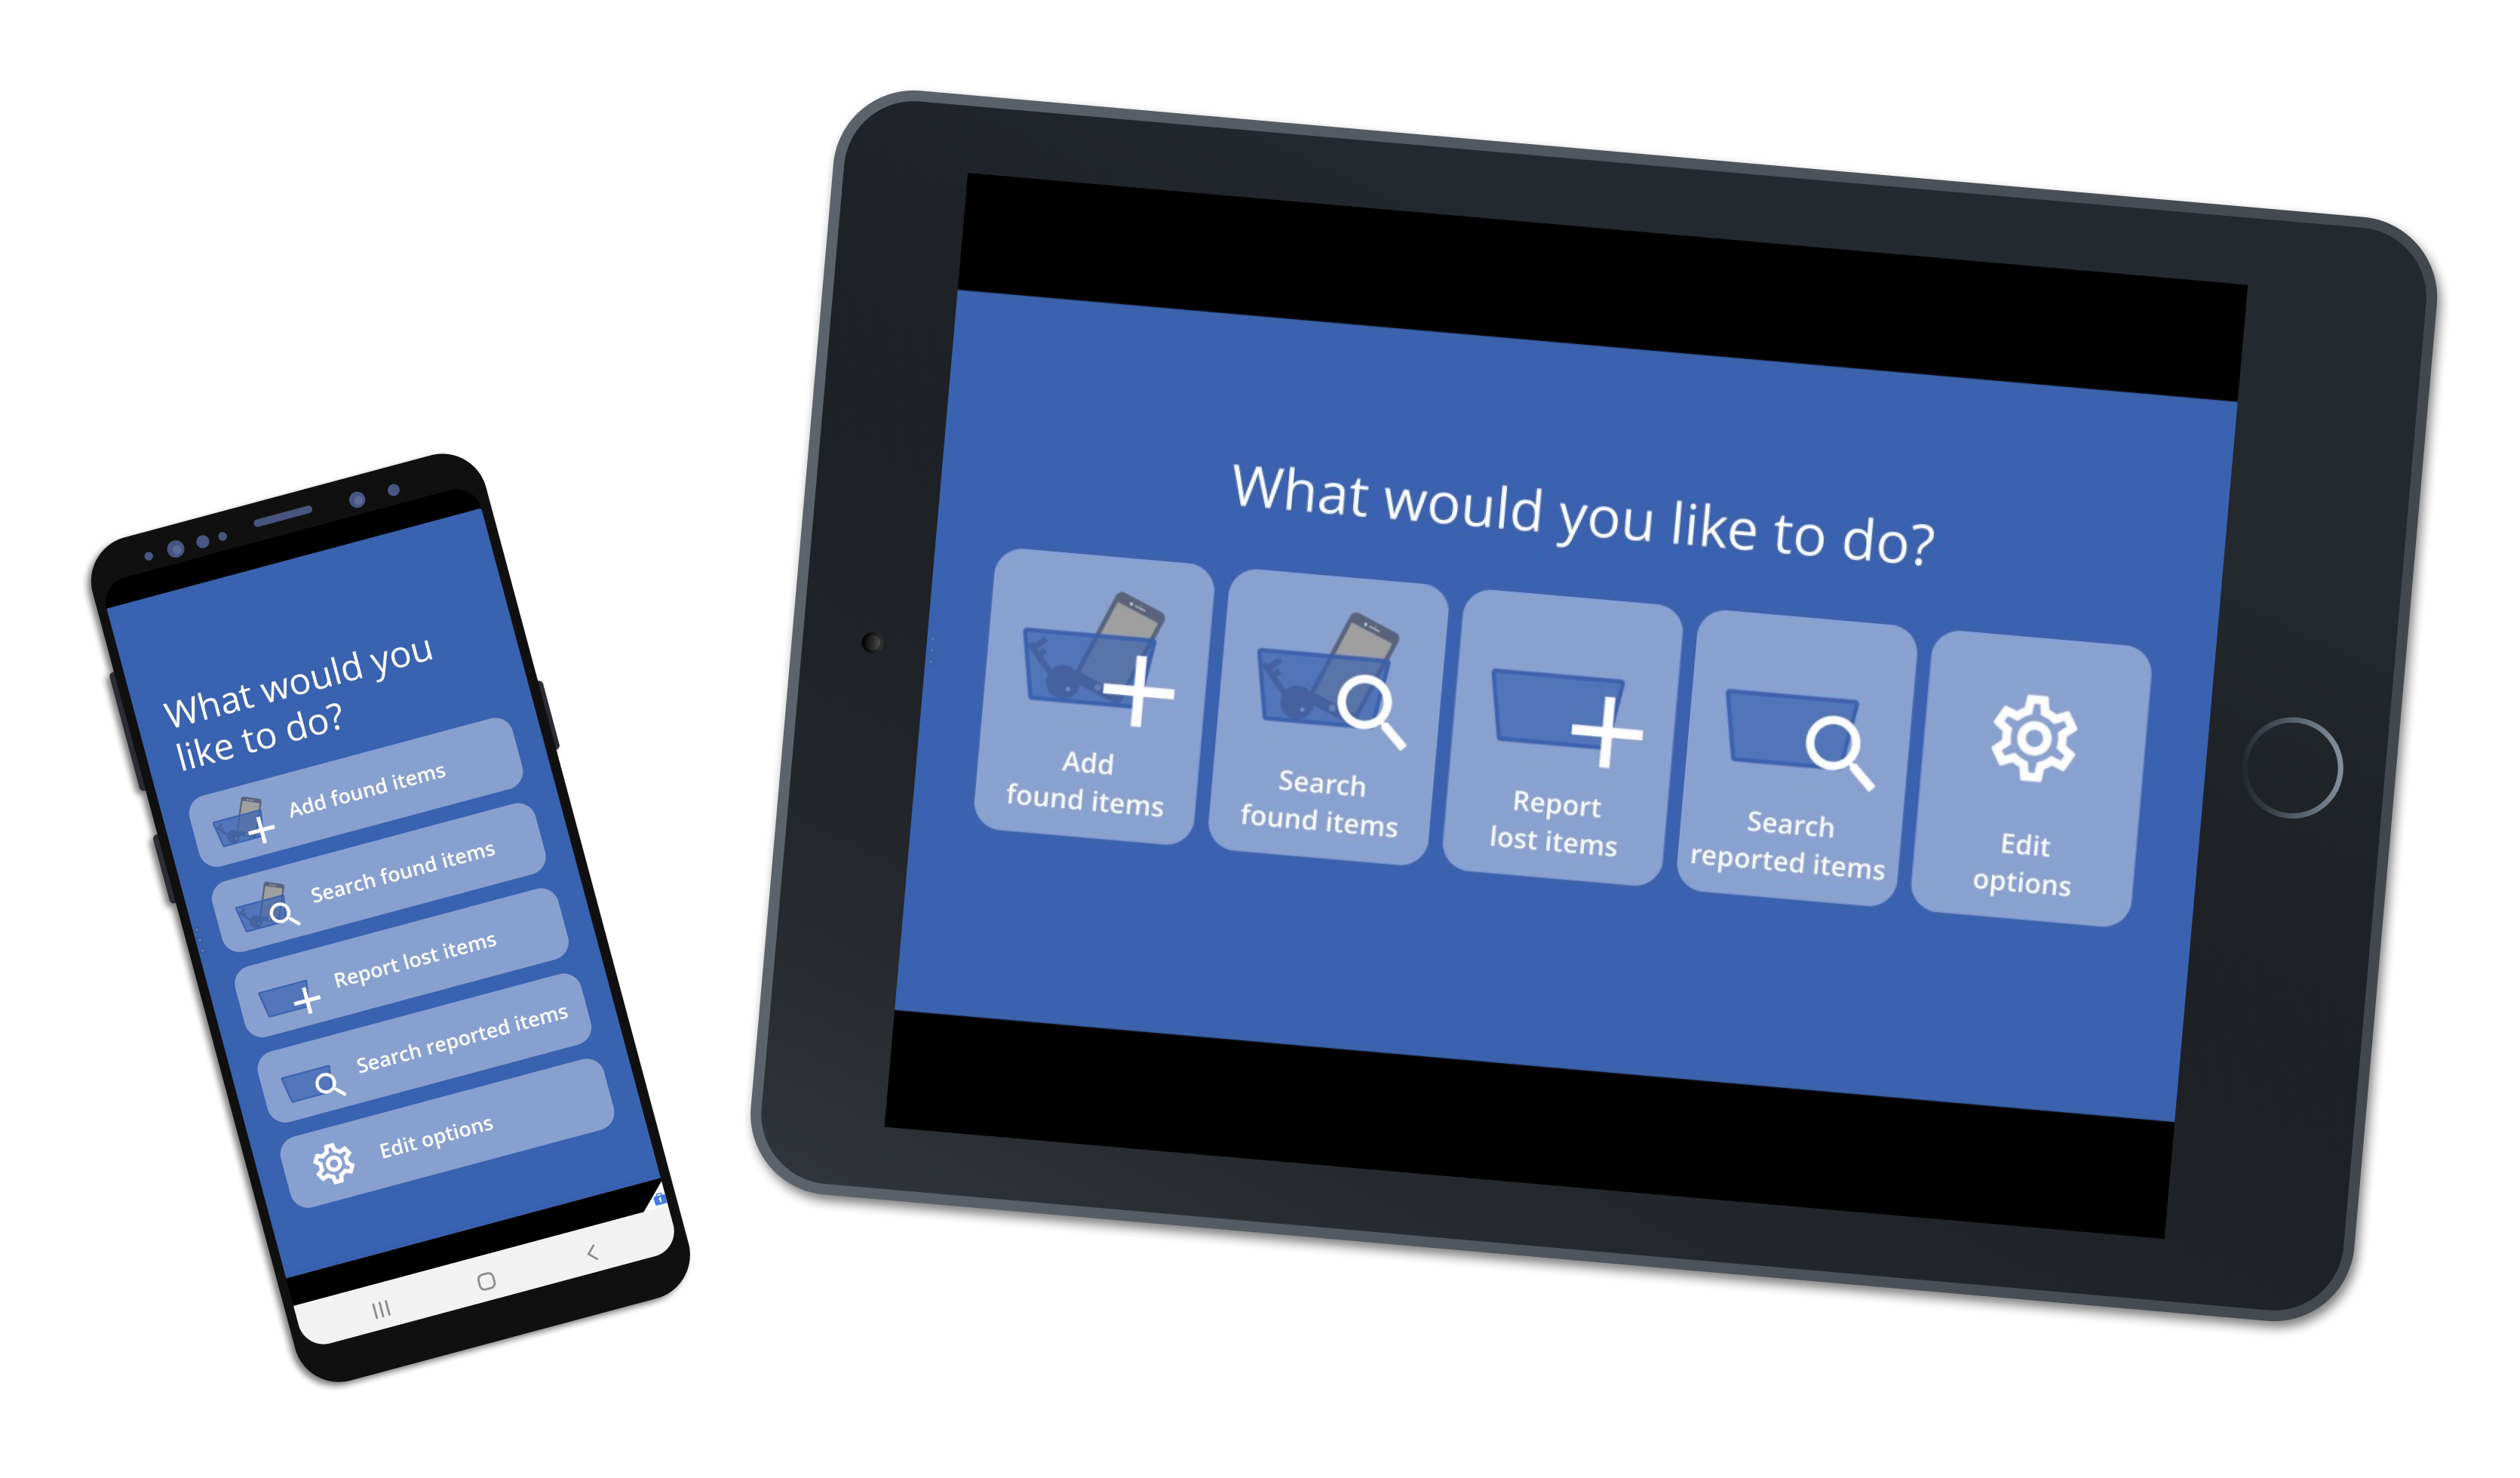 What would you
like to do?
Add found items
Search found items
Report lost items
Search reported items
Edit options
What would you like to do?
Add
found items
Search
found items
Report
lost items
Search
reported items
Edit
options